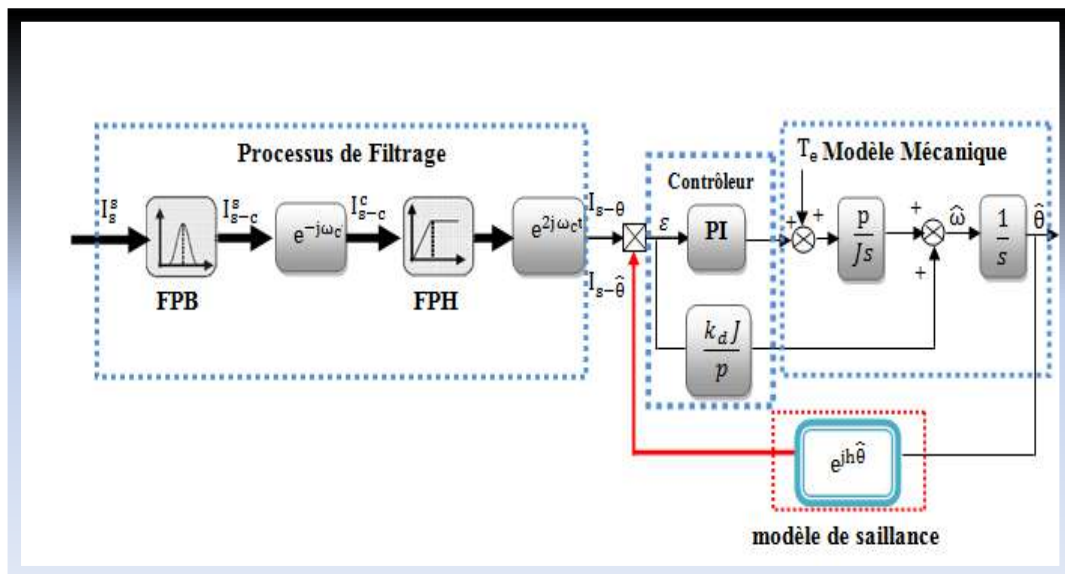 Processus de Filtrage
T_e Modèle Mécanique
Contrôleur
I_s^s
I_{s-c}^s
e^{-jω_c}
I_{s-c}^c
e^{2jω_c t}
I_{s-θ}
ε
PI
+
+
p/Js
+
ω̂
1/s
θ̂
FPB
FPH
I_{s-θ̂}
+
k_d J/p
e^{jhθ̂}
modèle de saillance